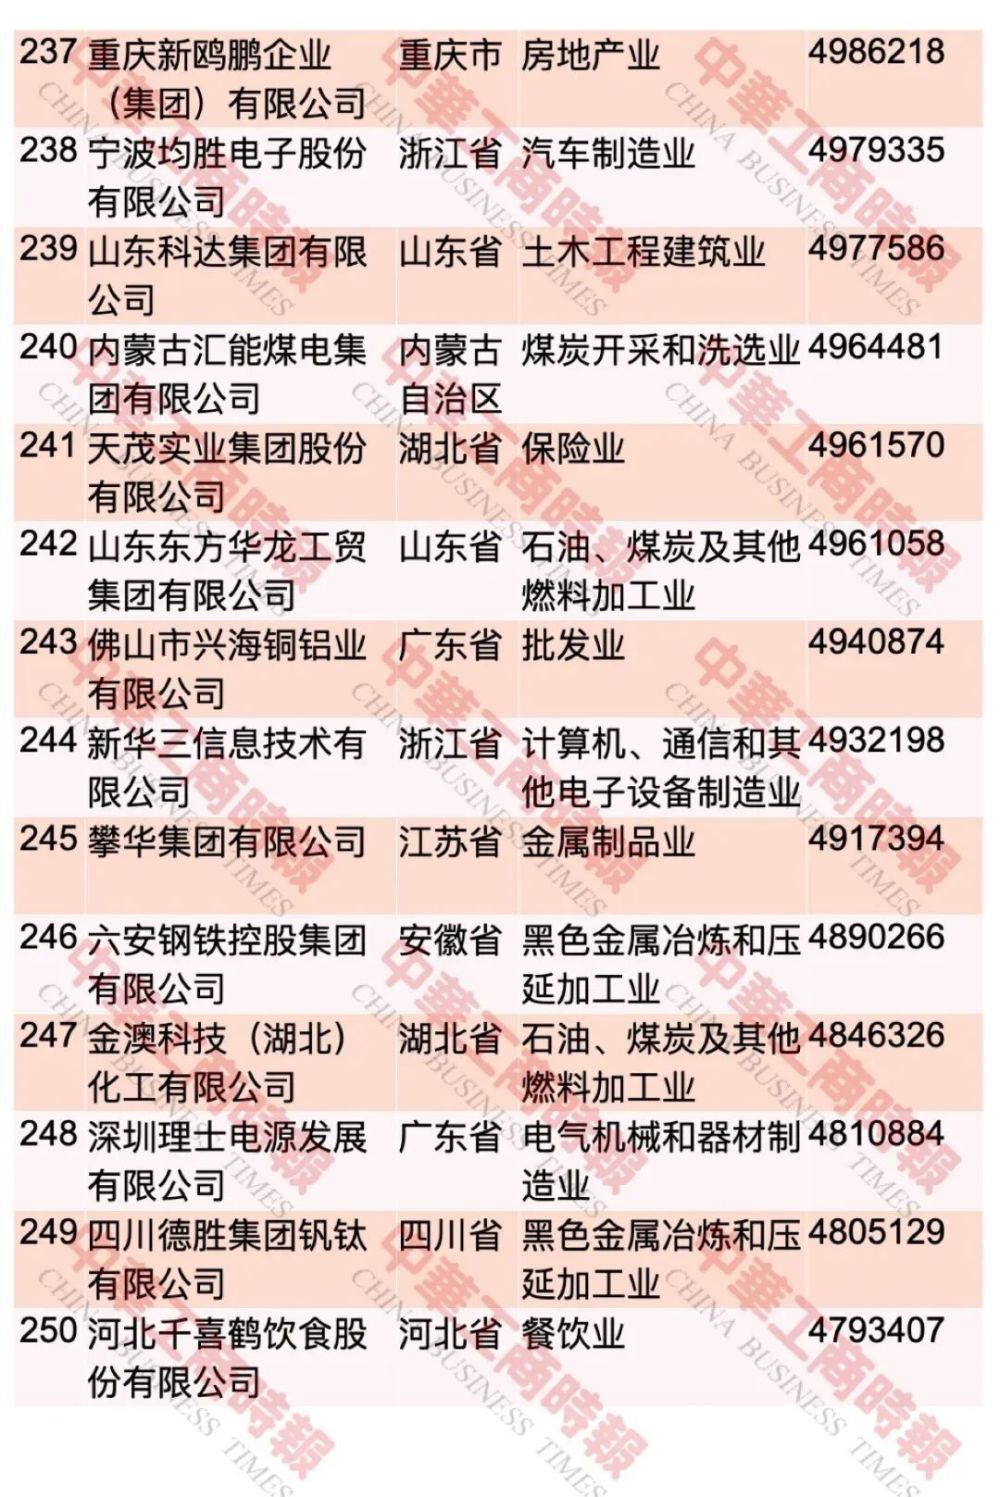 237 重庆新鸥鹏企业 重庆市 房地产业 4986218
（集团）有限公司
238 宁波均胜电子股份 浙江省 汽车制造业 4979335
有限公司
239 山东科达集团有限 山东省 土木工程建筑业 4977586
公司
240 内蒙古汇能煤电集 内蒙古 煤炭开采和洗选业 4964481
团有限公司 自治区
241 天茂实业集团股份 湖北省 保险业 4961570
有限公司
242 山东东方华龙工贸 山东省 石油、煤炭及其他 4961058
集团有限公司 燃料加工业
243 佛山市兴海铜铝业 广东省 批发业 4940874
有限公司
244 新华三信息技术有 浙江省 计算机、通信和其 4932198
限公司 他电子设备制造业
245 攀华集团有限公司 江苏省 金属制品业 4917394
246 六安钢铁控股集团 安徽省 黑色金属冶炼和压 4890266
有限公司 延加工业
247 金澳科技（湖北） 湖北省 石油、煤炭及其他 4846326
化工有限公司 燃料加工业
248 深圳理士电源发展 广东省 电气机械和器材制 4810884
有限公司 造业
249 四川德胜集团钒钛 四川省 黑色金属冶炼和压 4805129
有限公司 延加工业
250 河北千喜鹤饮食股 河北省 餐饮业 4793407
份有限公司
中華工商時報
CHINA BUSINESS TIMES